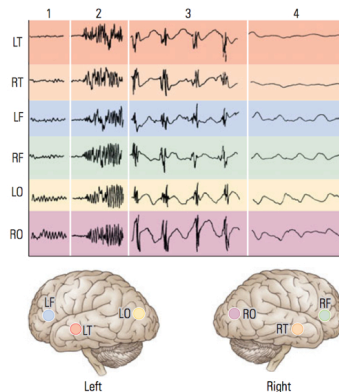 1 2 3 4
LT
RT
LF
RF
LO
RO
LF LO LT
RO RF RT
Left Right